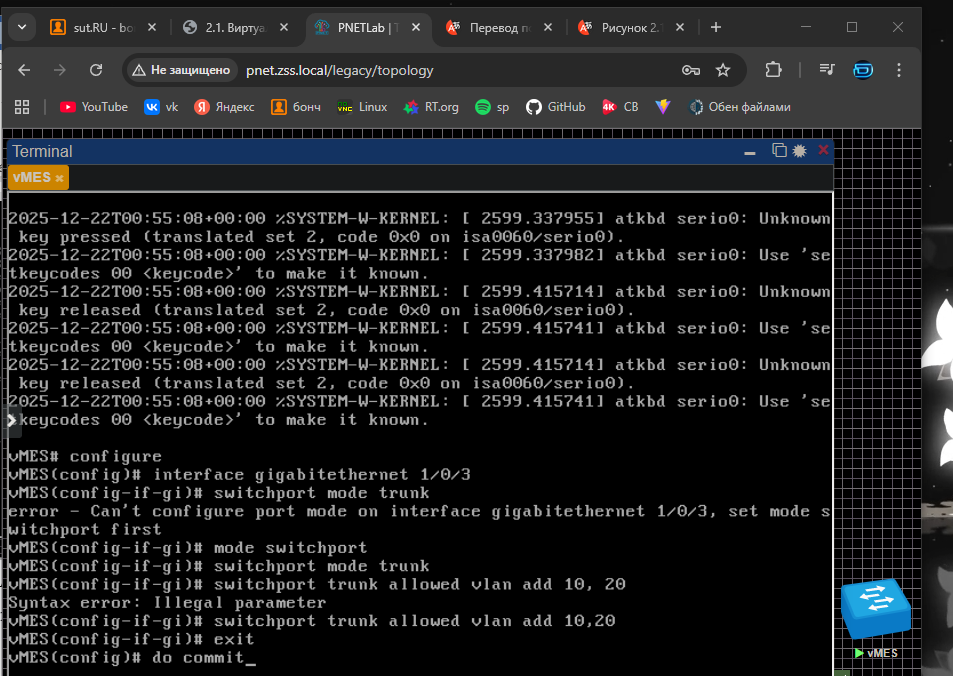 sut.RU - bo
2.1. Виртуа
PNETLab | T
Перевод п
Рисунок 2.
Не защищено
pnet.zss.local/legacy/topology
YouTube
vk
Яндекс
бонч
Linux
RT.org
sp
GitHub
СВ
Обен файлами
Terminal
vMES
2025-12-22T00:55:08+00:00 %SYSTEM-W-KERNEL: [ 2599.337955] atkbd serio0: Unknown
key pressed (translated set 2, code 0x0 on isa0060/serio0).
2025-12-22T00:55:08+00:00 %SYSTEM-W-KERNEL: [ 2599.337982] atkbd serio0: Use 'se
tkeycodes 00 <keycode>' to make it known.
2025-12-22T00:55:08+00:00 %SYSTEM-W-KERNEL: [ 2599.415714] atkbd serio0: Unknown
key released (translated set 2, code 0x0 on isa0060/serio0).
2025-12-22T00:55:08+00:00 %SYSTEM-W-KERNEL: [ 2599.415741] atkbd serio0: Use 'se
tkeycodes 00 <keycode>' to make it known.
2025-12-22T00:55:08+00:00 %SYSTEM-W-KERNEL: [ 2599.415714] atkbd serio0: Unknown
key released (translated set 2, code 0x0 on isa0060/serio0).
2025-12-22T00:55:08+00:00 %SYSTEM-W-KERNEL: [ 2599.415741] atkbd serio0: Use 'se
keycodes 00 <keycode>' to make it known.
vMES# configure
vMES(config)# interface gigabitethernet 1/0/3
vMES(config-if-gi)# switchport mode trunk
error - Can't configure port mode on interface gigabitethernet 1/0/3, set mode s
witchport first
vMES(config-if-gi)# mode switchport
vMES(config-if-gi)# switchport mode trunk
vMES(config-if-gi)# switchport trunk allowed vlan add 10, 20
Syntax error: Illegal parameter
vMES(config-if-gi)# switchport trunk allowed vlan add 10,20
vMES(config-if-gi)# exit
vMES(config)# do commit_
vMES